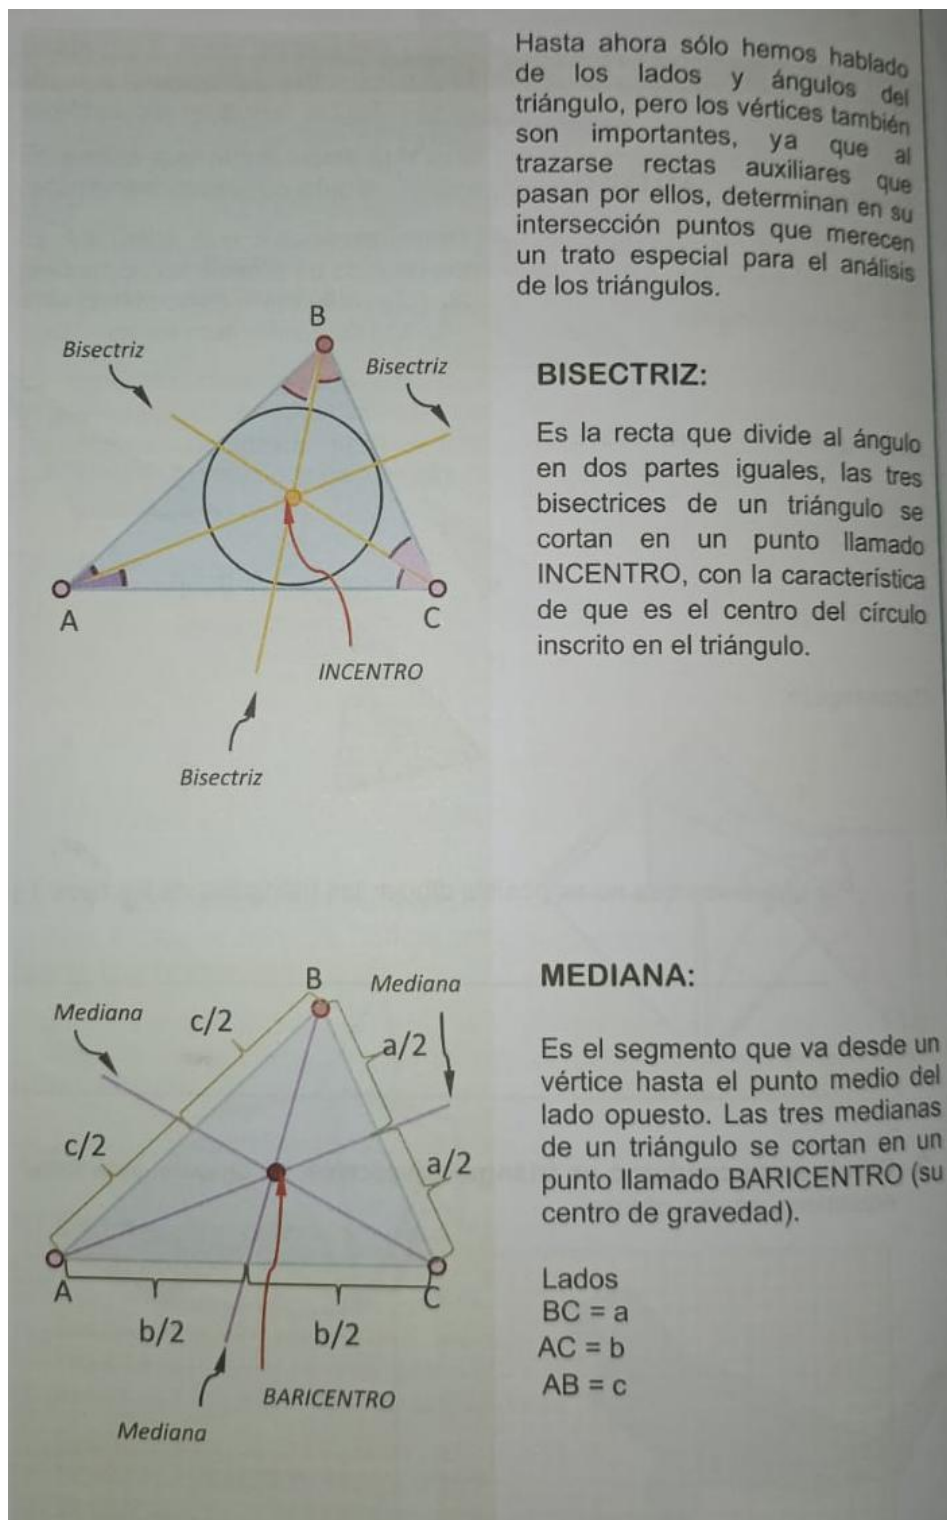 Hasta ahora sólo hemos hablado
de los lados y ángulos del
triángulo, pero los vértices también
son importantes, ya que al
trazarse rectas auxiliares que
pasan por ellos, determinan en su
intersección puntos que merecen
un trato especial para el análisis
de los triángulos.
B
Bisectriz
Bisectriz
A
C
INCENTRO
Bisectriz
BISECTRIZ:
Es la recta que divide al ángulo
en dos partes iguales, las tres
bisectrices de un triángulo se
cortan en un punto llamado
INCENTRO, con la característica
de que es el centro del círculo
inscrito en el triángulo.
B
Mediana
Mediana
c/2
a/2
c/2
a/2
A
C
b/2
b/2
BARICENTRO
Mediana
MEDIANA:
Es el segmento que va desde un
vértice hasta el punto medio del
lado opuesto. Las tres medianas
de un triángulo se cortan en un
punto llamado BARICENTRO (su
centro de gravedad).
Lados
BC = a
AC = b
AB = c